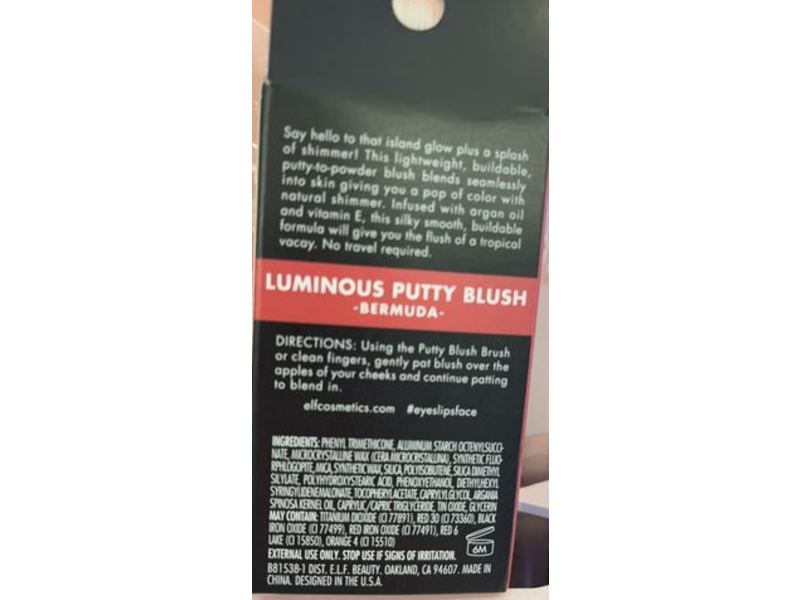 Say hello to that island glow plus a splash
of shimmer! This lightweight, buildable,
putty-to-powder blush blends seamlessly
into skin giving you a pop of color with
natural shimmer. Infused with argan oil
and vitamin E, this silky smooth, buildable
formula will give you the flush of a tropical
vacay. No travel required.
LUMINOUS PUTTY BLUSH
-BERMUDA-
DIRECTIONS: Using the Putty Blush Brush
or clean fingers, gently pat blush over the
apples of your cheeks and continue patting
to blend in.
elfcosmetics.com #eyeslipsface
INGREDIENTS: PHENYL TRIMETHICONE, ALUMINUM STARCH OCTENYLSUCCI-
NATE, MICROCRYSTALLINE WAX (CERA MICROCRISTALLINA), SYNTHETIC FLUO-
RPHLOGOPITE, MICA, SYNTHETIC WAX, SILICA, POLYISOBUTENE, SILICA DIMETHYL
SILYLATE, POLYHYDROXYSTEARIC ACID, PHENOXYETHANOL, DIETHYLHEXYL
SYRINGYLIDENEMALONATE, TOCOPHERYL ACETATE, CAPRYLYL GLYCOL, ARGANIA
SPINOSA KERNEL OIL, CAPRYLIC/CAPRIC TRIGLYCERIDE, TIN OXIDE, GLYCERIN
MAY CONTAIN: TITANIUM DIOXIDE (CI 77891), RED 30 (CI 73360), BLACK
IRON OXIDE (CI 77499), RED IRON OXIDE (CI 77491), RED 6
LAKE (CI 15850), ORANGE 4 (CI 15510)
6M
EXTERNAL USE ONLY. STOP USE IF SIGNS OF IRRITATION.
B81538-1 DIST. E.L.F. BEAUTY. OAKLAND, CA 94607. MADE IN
CHINA. DESIGNED IN THE U.S.A.